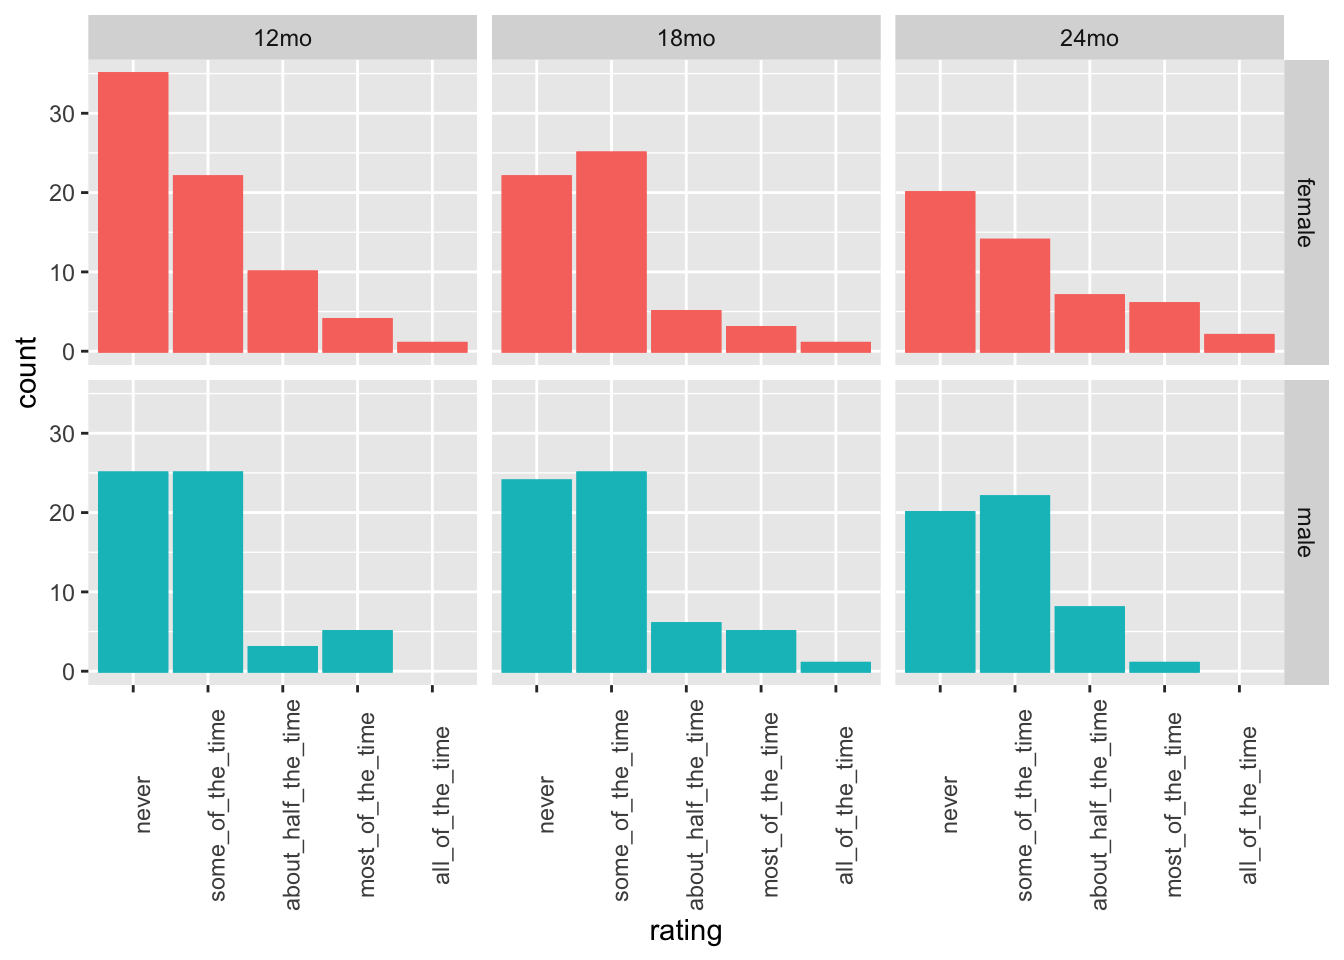 12mo 18mo 24mo
30
20
10
0
female
count
30
20
10
0
male
never some_of_the_time about_half_the_time most_of_the_time all_of_the_time never some_of_the_time about_half_the_time most_of_the_time all_of_the_time never some_of_the_time about_half_the_time most_of_the_time all_of_the_time
rating